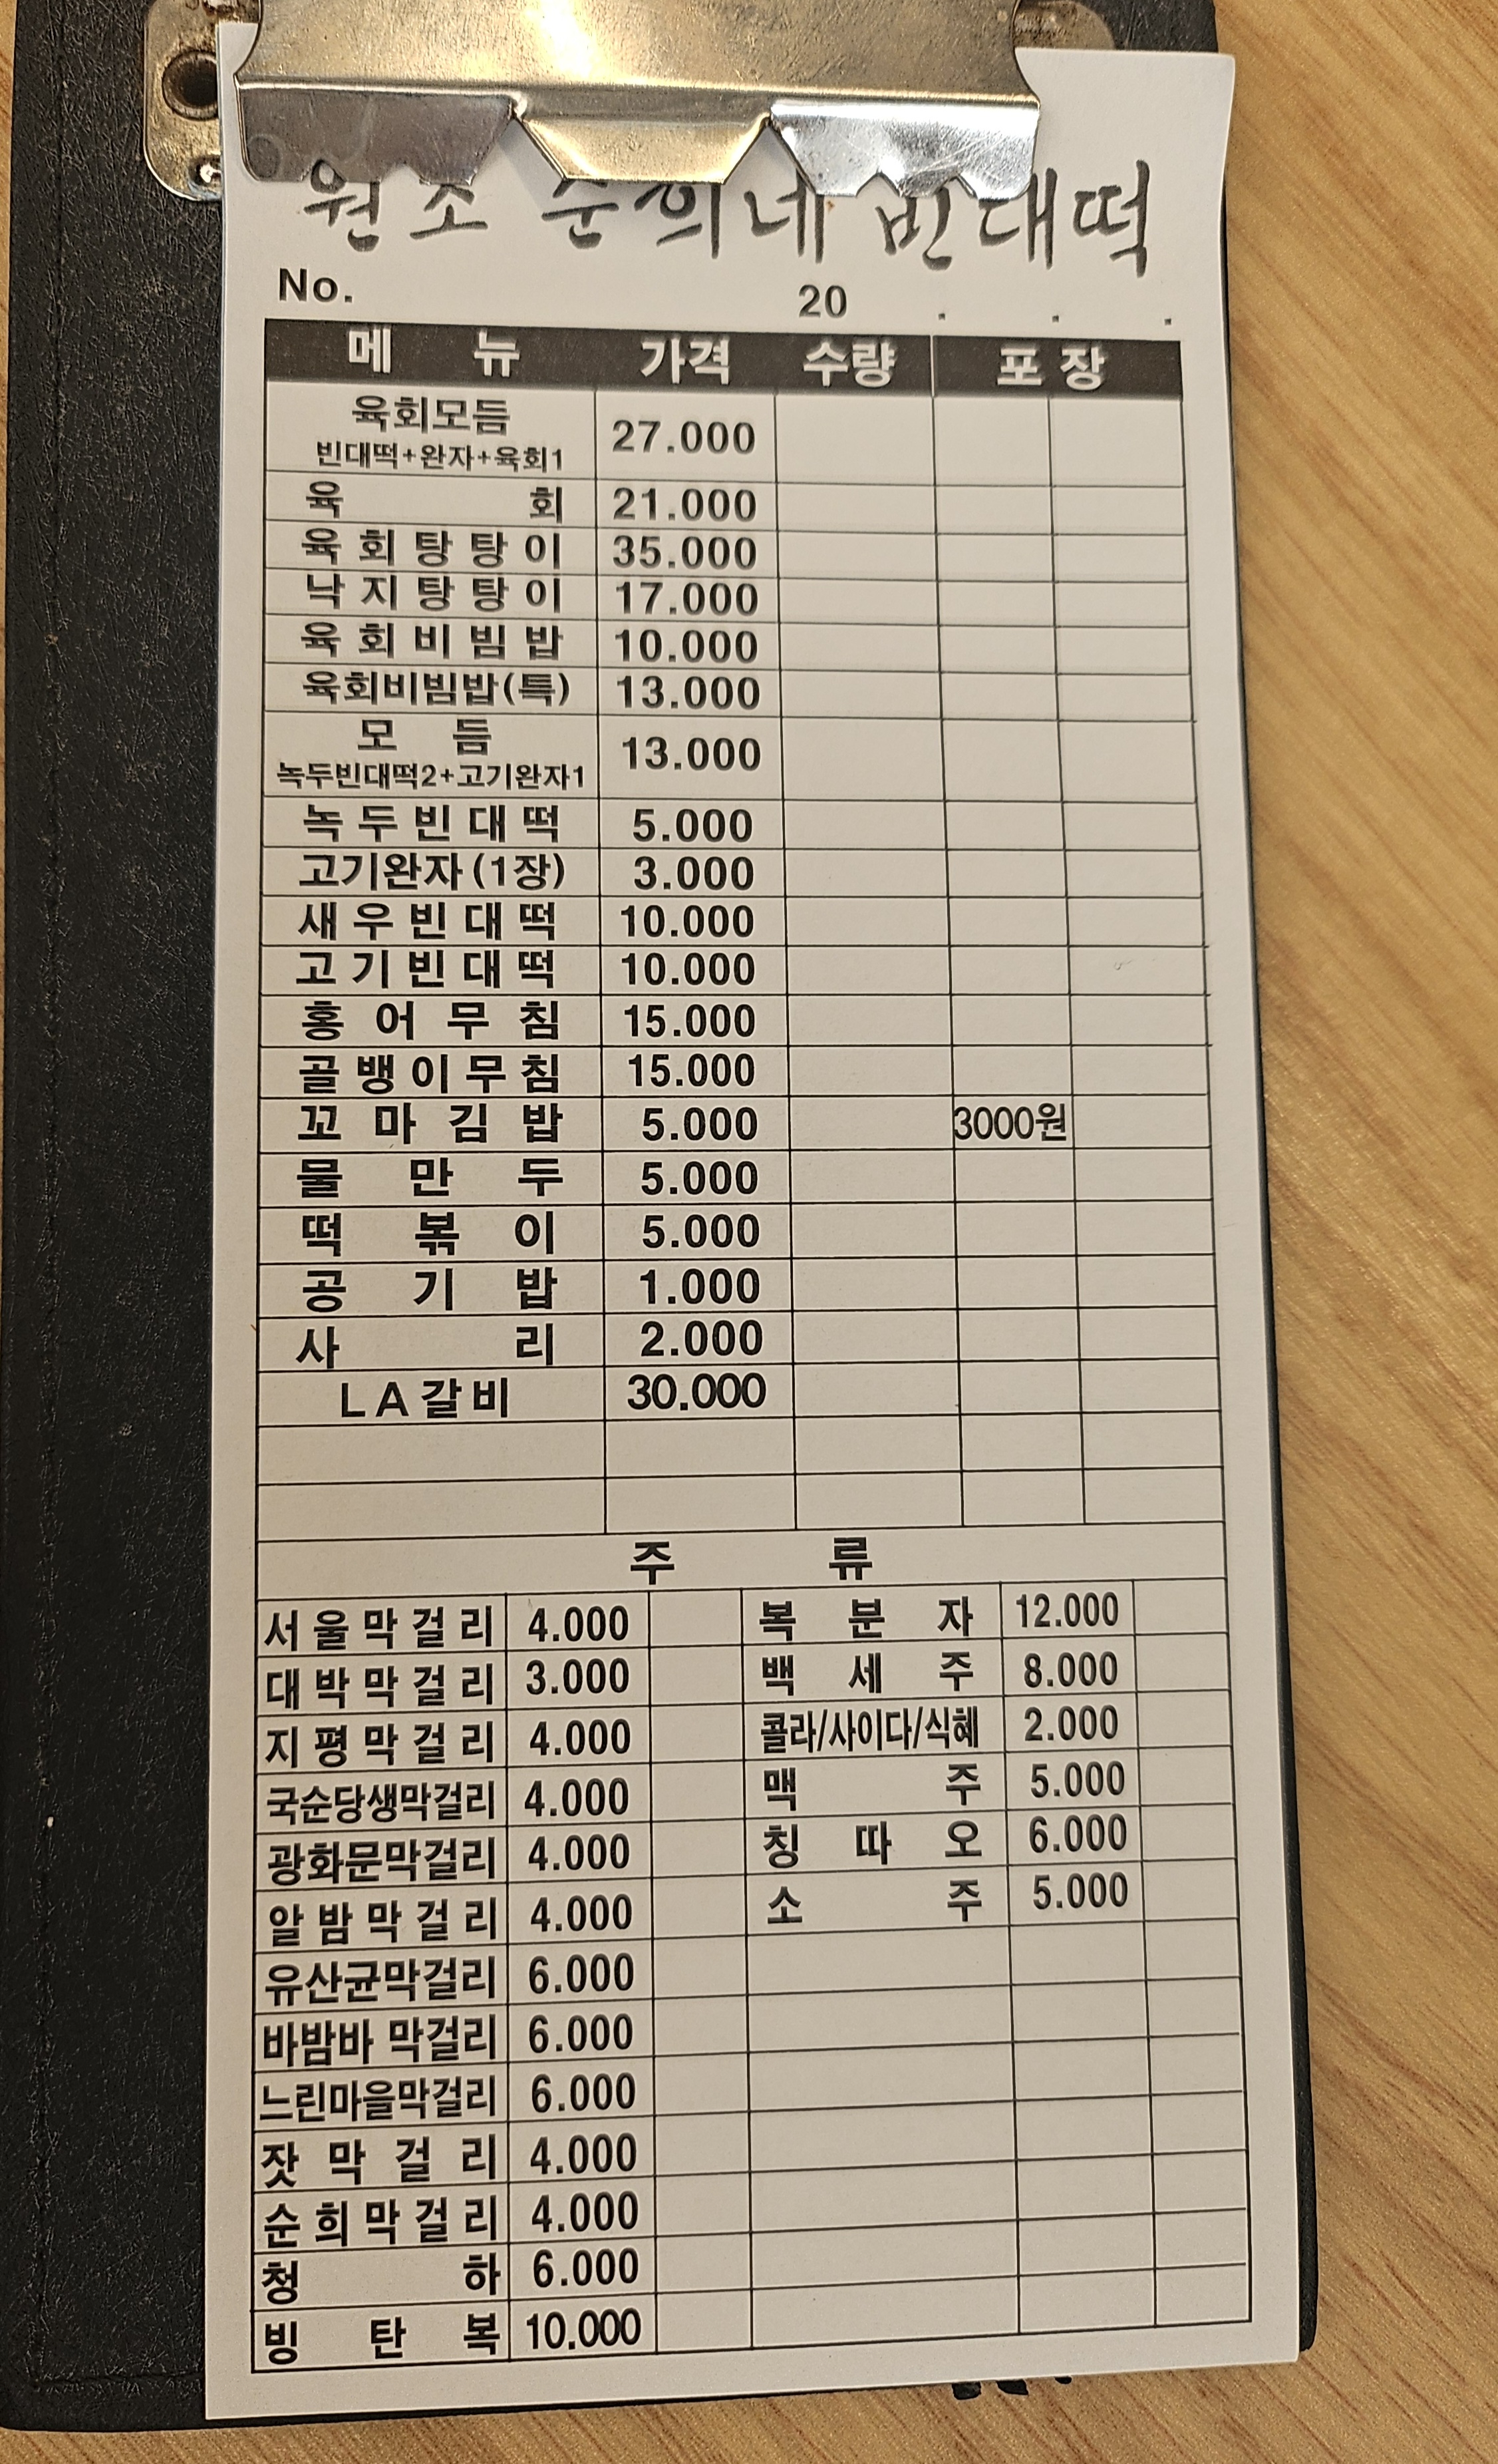 원조 순희네 빈대떡
No. 20 . . .
메 뉴 가격 수량 포 장
육회모듬 27.000
빈대떡+완자+육회1
육 회 21.000
육 회 탕 탕 이 35.000
낙 지 탕 탕 이 17.000
육 회 비 빔 밥 10.000
육회비빔밥(특) 13.000
모 듬 13.000
녹두빈대떡2+고기완자1
녹 두 빈 대 떡 5.000
고기완자(1장) 3.000
새 우 빈 대 떡 10.000
고 기 빈 대 떡 10.000
홍 어 무 침 15.000
골 뱅 이 무 침 15.000
꼬 마 김 밥 5.000 3000원
물 만 두 5.000
떡 볶 이 5.000
공 기 밥 1.000
사 리 2.000
LA갈비 30.000
주 류
서 울 막 걸 리 4.000 복 분 자 12.000
대 박 막 걸 리 3.000 백 세 주 8.000
지 평 막 걸 리 4.000 콜라/사이다/식혜 2.000
국순당생막걸리 4.000 맥 주 5.000
광화문막걸리 4.000 칭 따 오 6.000
알 밤 막 걸 리 4.000 소 주 5.000
유산균막걸리 6.000
바밤바 막걸리 6.000
느린마을막걸리 6.000
잣 막 걸 리 4.000
순 희 막 걸 리 4.000
청 하 6.000
빙 탄 복 10.000